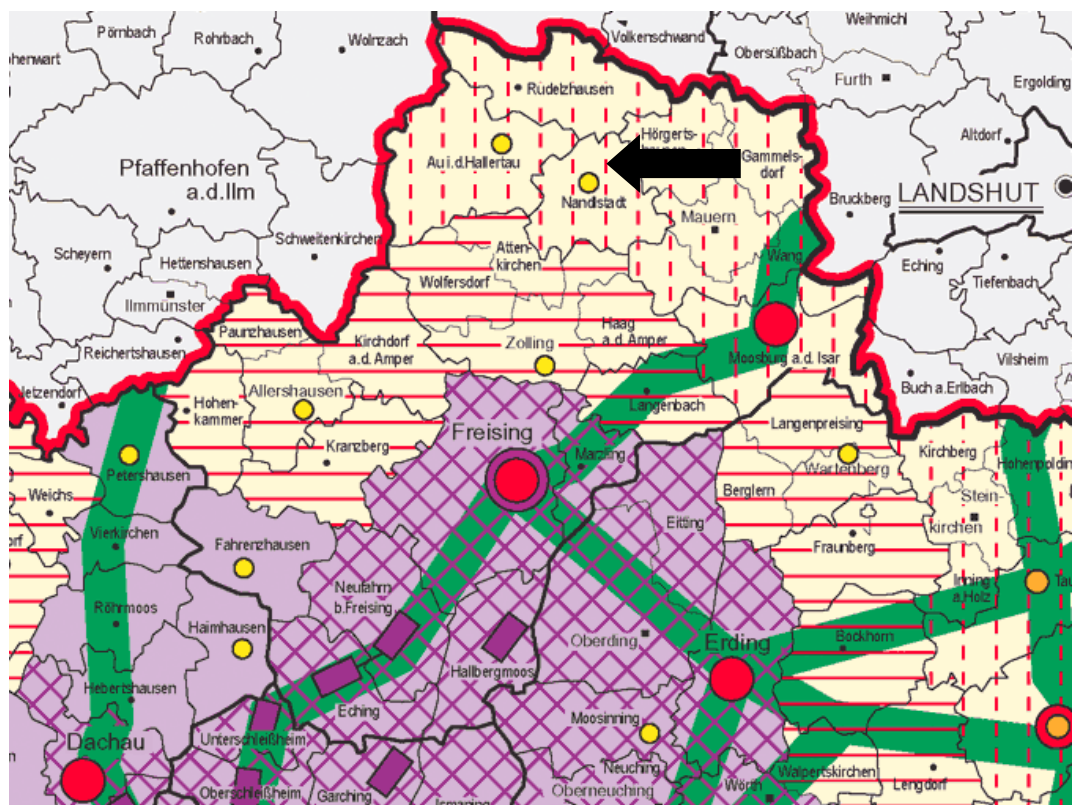 Pörnbach
Rohrbach
Wolnzach
Volkenschwand
Weihmichl
Obersüßbach
Furth
Ergolding
Altdorf
Rudelzhausen
Hörgerts-
Au i.d.Hallertau
Gammels-
dorf
Pfaffenhofen
a.d.Ilm
Nandlstadt
LANDSHUT
Bruckberg
Mauern
Scheyern
Schweitenkirchen
Hettenshausen
Atten-
kirchen
Wang
Eching
Tiefenbach
Wolfersdorf
Ilmmünster
Paunzhausen
Kirchdorf
a.d. Amper
Haag
a.d. Amper
Zolling
Reichertshausen
Moosburg a.d. Isar
Vilsheim
Buch a.Erlbach
Allershausen
Hohen-
kammer
Langenbach
Langenpreising
Freising
Kranzberg
Marzling
Kirchberg
Hohenpolding
Petershausen
Wartenberg
Weichs
Berglern
Stein-
kirchen
Eitting
Vierkirchen
Fahrenzhausen
Fraunberg
Neufahrn
b.Freising
Inning
a.Holz
Röhrmoos
Haimhausen
Oberding
Erding
Bockhorn
Hallbergmoos
Hebertshausen
Eching
Moosinning
Dachau
Unterschleißheim
Neuching
Oberneuching
Walpertskirchen
Wörth
Lengdorf
Oberschleißheim
Garching
Ismaning